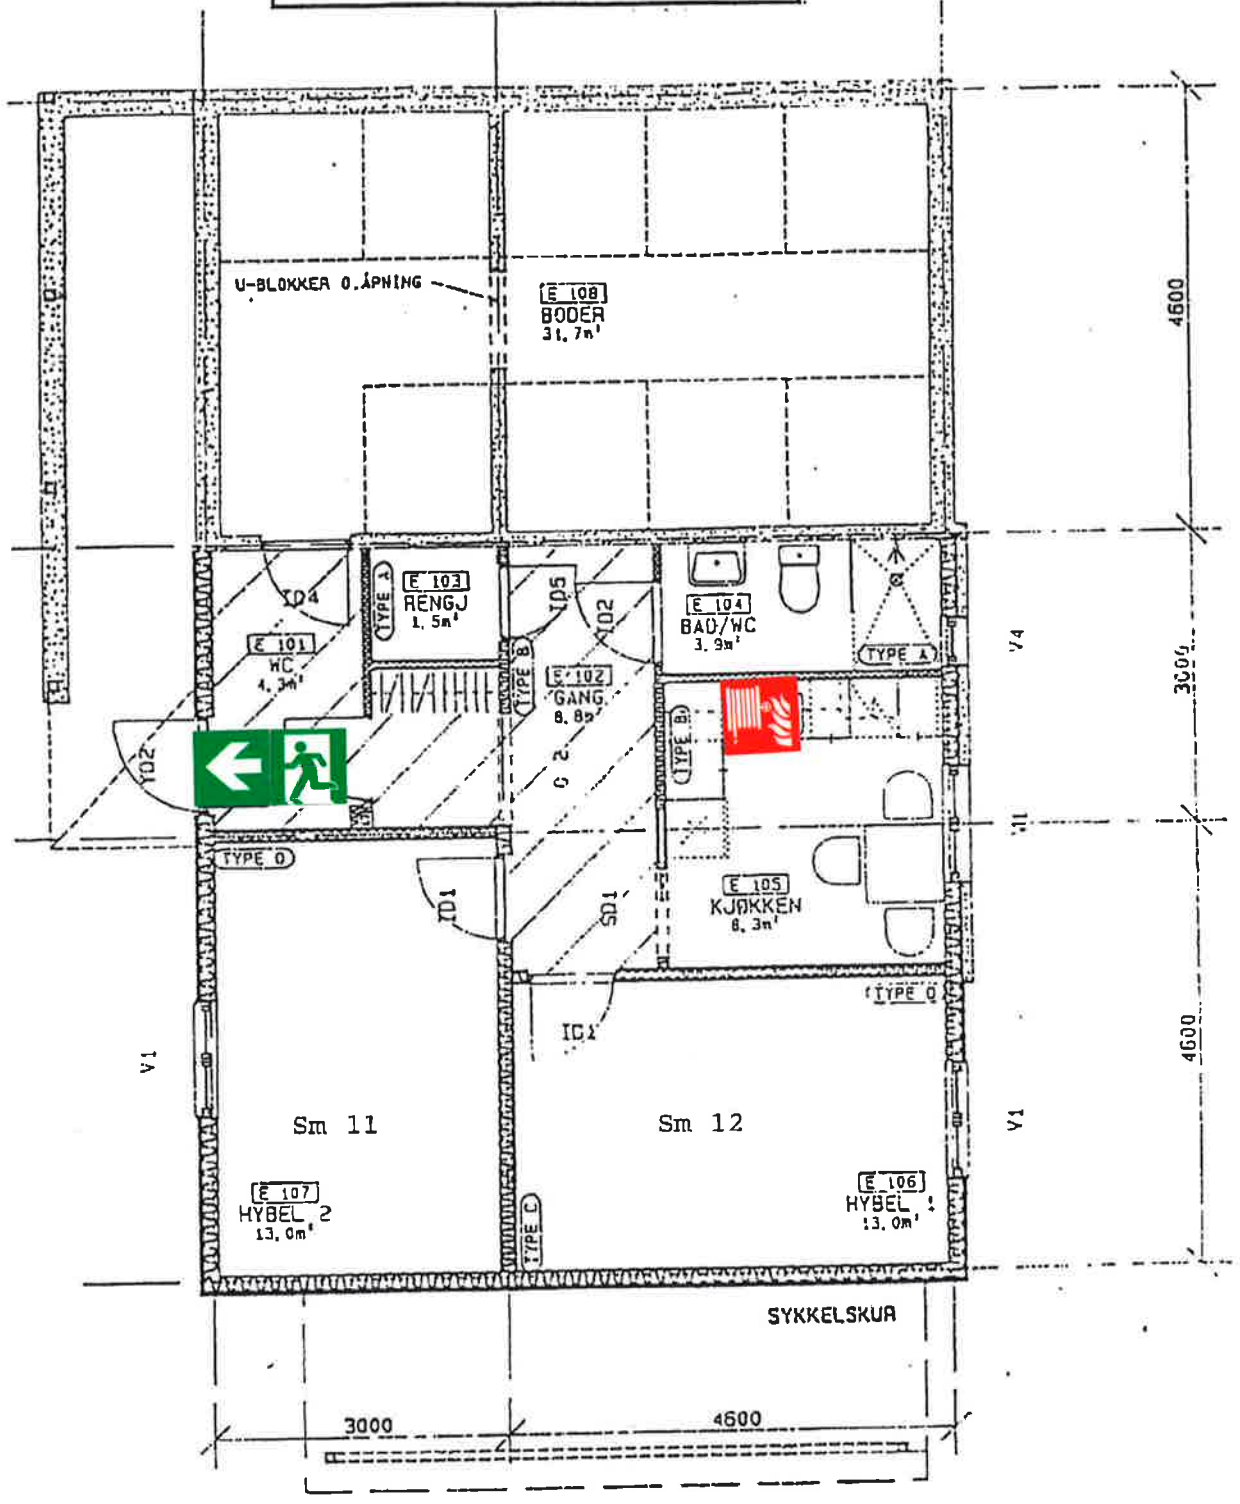 U-BLOKKER O.ÅPNING
E 108
BODER
31,7m²
4600
TYPE A
E 103
RENGJ
1,5m²
ID4
ID5
ID2
E 104
BAD/WC
3,9m²
TYPE A
V4
E 101
WC
4,3m²
TYPE B
E 102
GANG
8,8m²
3000
TYPE B
YD2
TYPE D
ID1
SD1
E 105
KJØKKEN
8,3m²
TYPE D
V1
4600
Sm 11
Sm 12
V1
E 107
HYBEL 2
13,0m²
TYPE C
E 106
HYBEL 1
13,0m²
SYKKELSKUR
3000
4600